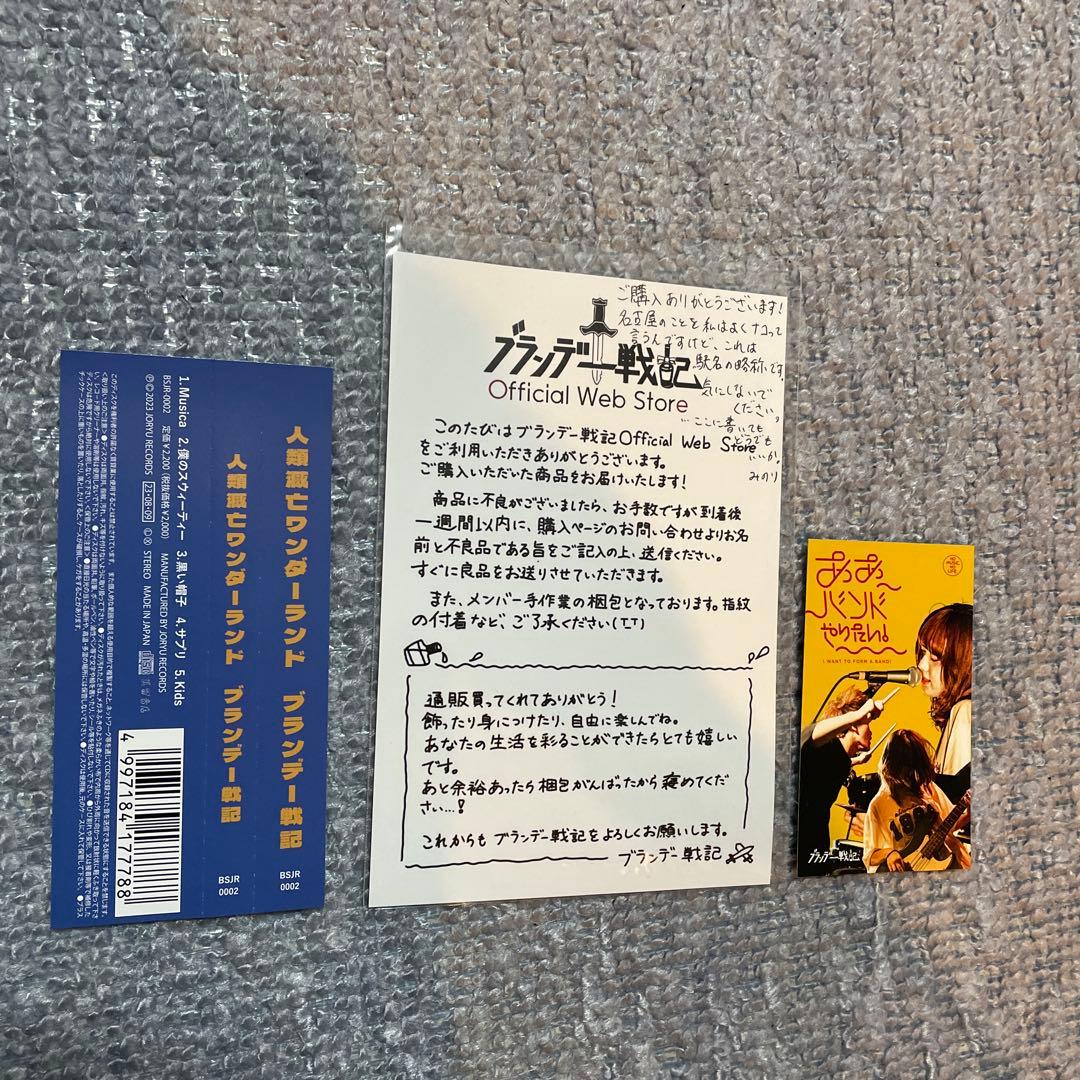 人類滅亡ワンダーランド ブランデー戦記
人類滅亡ワンダーランド ブランデー戦記
BSJR
0002
BSJR
0002
1.Musica 2.僕のスウィーティー 3.黒い帽子 4.サプリ 5.Kids
BSJR-0002 定価¥2,200(税抜価格¥2,000) MANUFACTURED BY JORYU RECORDS
Ⓟ©2023 JORYU RECORDS 23・08・09 STEREO MADE IN JAPAN
4 997184 177788
ブランデー戦記
Official Web Store
ご購入ありがとうございます!
名古屋のことを私はよくナゴって
言うんですけど、これは
駅名の略称です
気にしないで
ください。
…ここに書いても
どうでも
いいか。
みのり
このたびはブランデー戦記Official Web Store
をご利用いただきありがとうございます。
ご購入いただいた商品をお届けいたします!
商品に不良がございましたら、お手数ですが到着後
一週間以内に、購入ページのお問い合わせよりお名
前と不良品である旨をご記入の上、送信ください。
すぐに良品をお送りさせていただきます。
また、メンバー手作業の梱包となっております。指紋
の付着など、ご了承ください(T_T)
通販買ってくれてありがとう!
飾ったり身につけたり、自由に楽しんでね。
あなたの生活を彩ることができたらとても嬉しい
です。
あと余裕あったら梱包がんばったから褒めてくだ
さい…!
これからもブランデー戦記をよろしくお願いします。
ブランデー戦記
NO
MUSIC
NO
LIFE
あぁあ〜
バンド
やりたい!
I WANT TO FORM A BAND!
ブランデー戦記